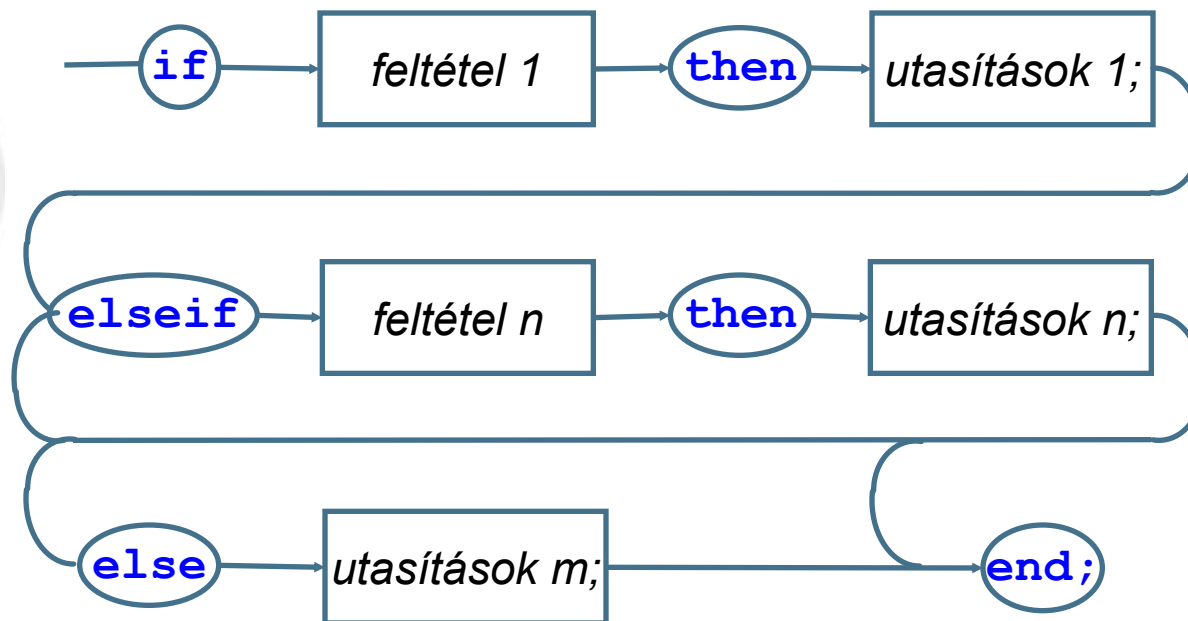 if feltétel 1 then utasítások 1;
elseif feltétel n then utasítások n;
else utasítások m; end;